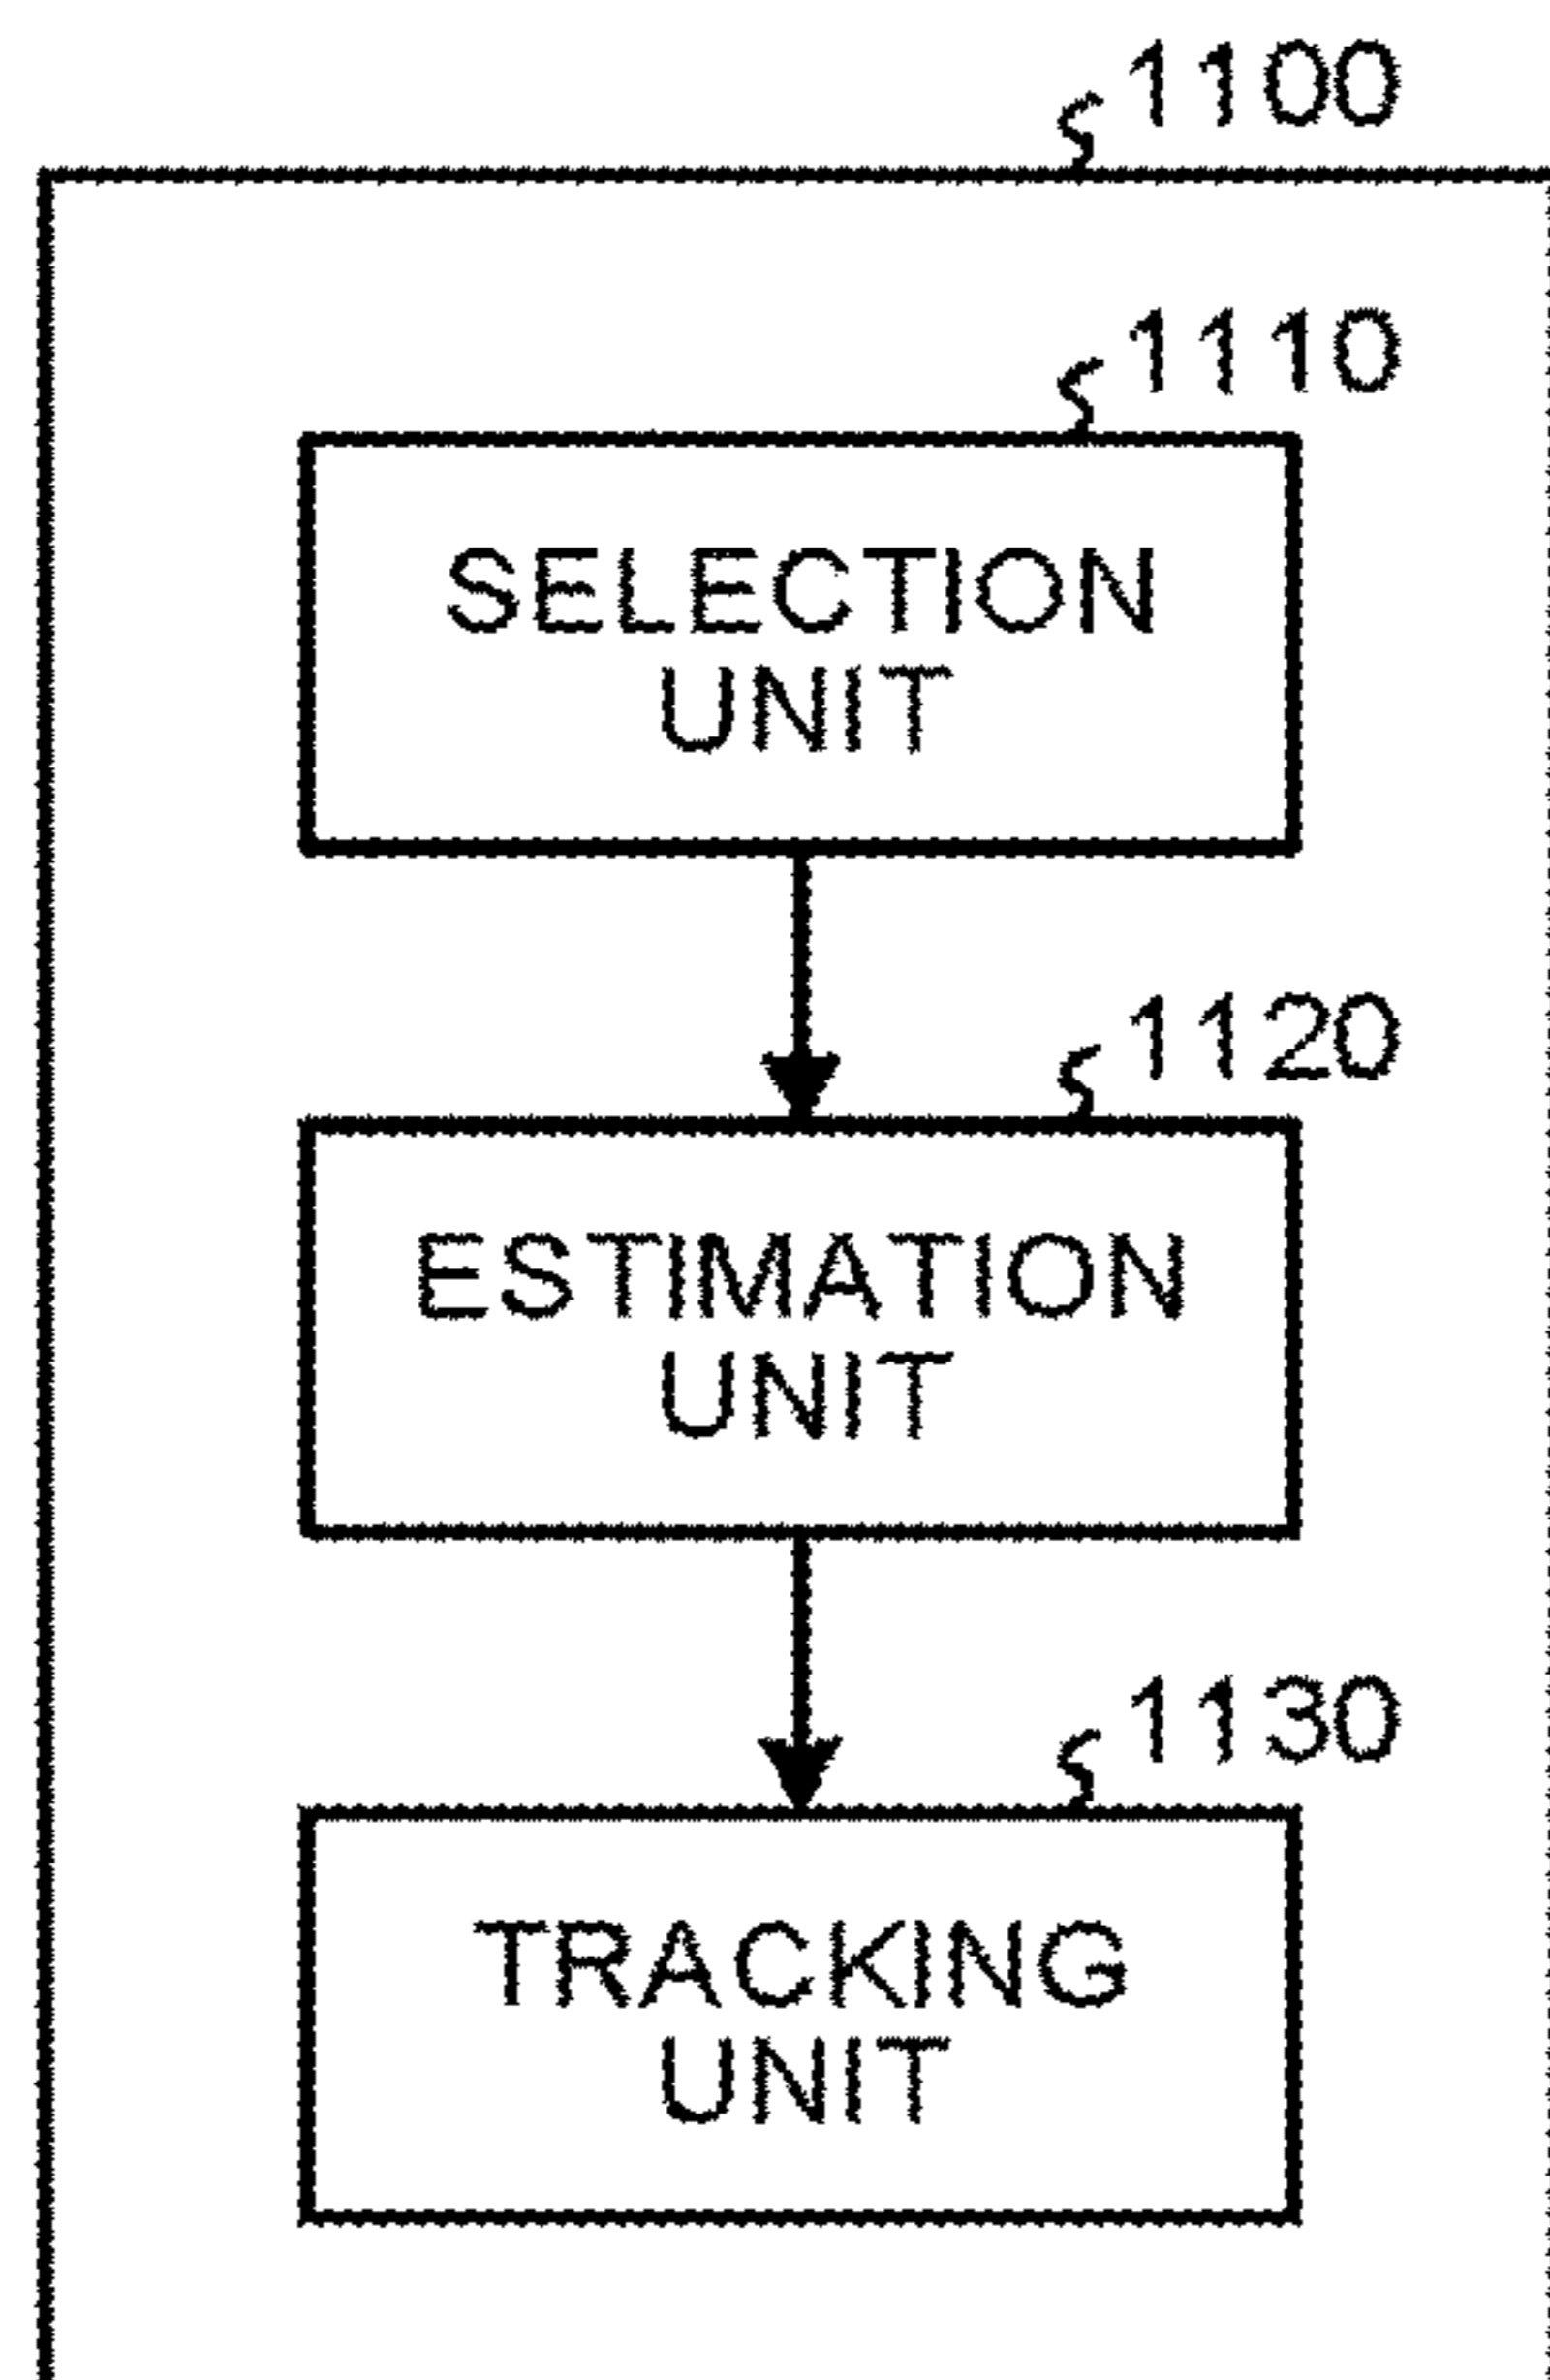 1100
1110
SELECTION
UNIT
1120
ESTIMATION
UNIT
1130
TRACKING
UNIT